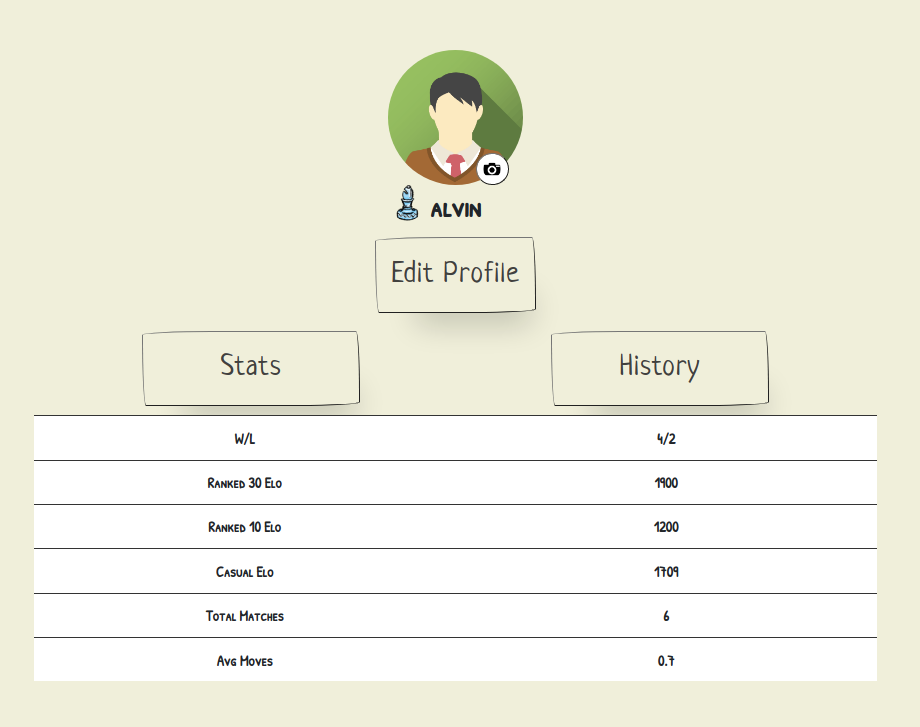 ALVIN
Edit Profile
Stats History
W/L 4/2
Ranked 30 Elo 1900
Ranked 10 Elo 1200
Casual Elo 1709
Total Matches 6
Avg Moves 0.7